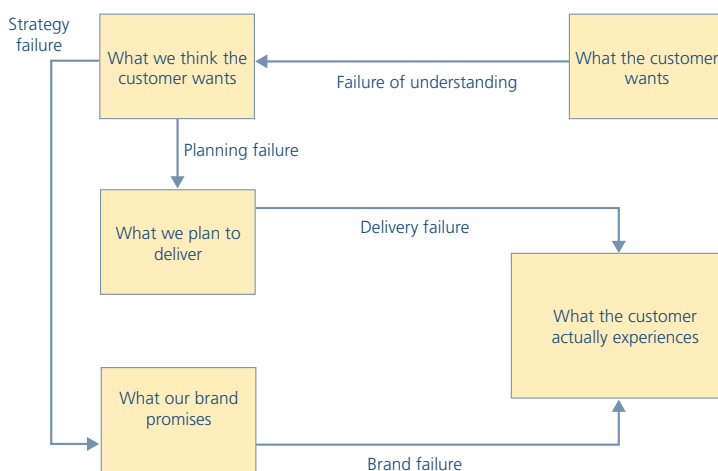 Strategy
failure
What we think the
customer wants
What the customer
wants
Failure of understanding
Planning failure
What we plan to
deliver
Delivery failure
What the customer
actually experiences
What our brand
promises
Brand failure